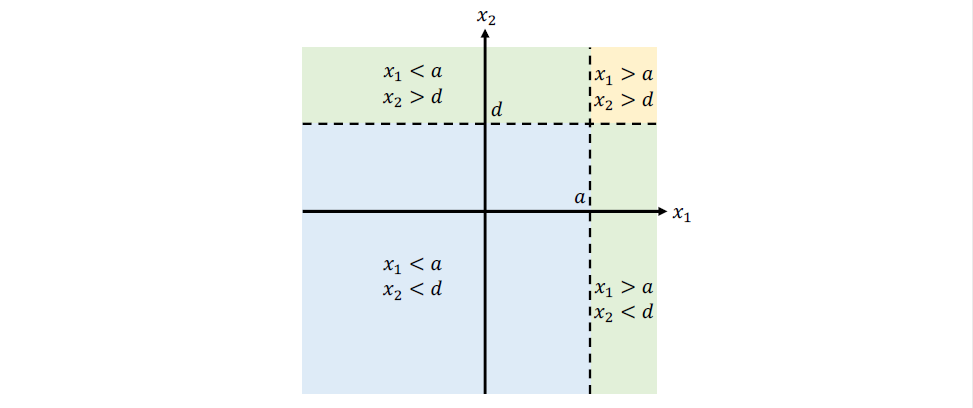 x₂
x₁ < a
x₂ > d
x₁ > a
x₂ > d
d
a
x₁
x₁ < a
x₂ < d
x₁ > a
x₂ < d